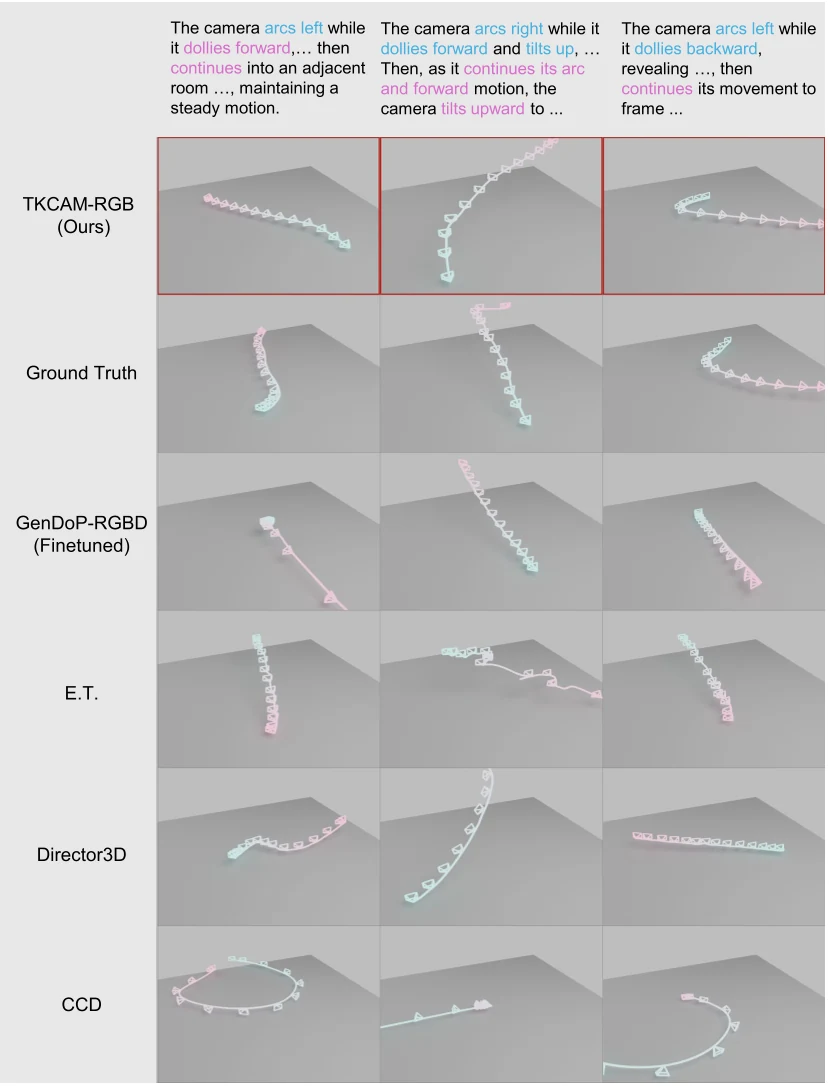 The camera arcs left while
it dollies forward,… then
continues into an adjacent
room …, maintaining a
steady motion.
The camera arcs right while it
dollies forward and tilts up, …
Then, as it continues its arc
and forward motion, the
camera tilts upward to ...
The camera arcs left while
it dollies backward,
revealing …, then
continues its movement to
frame ...
TKCAM-RGB
(Ours)
Ground Truth
GenDoP-RGBD
(Finetuned)
E.T.
Director3D
CCD